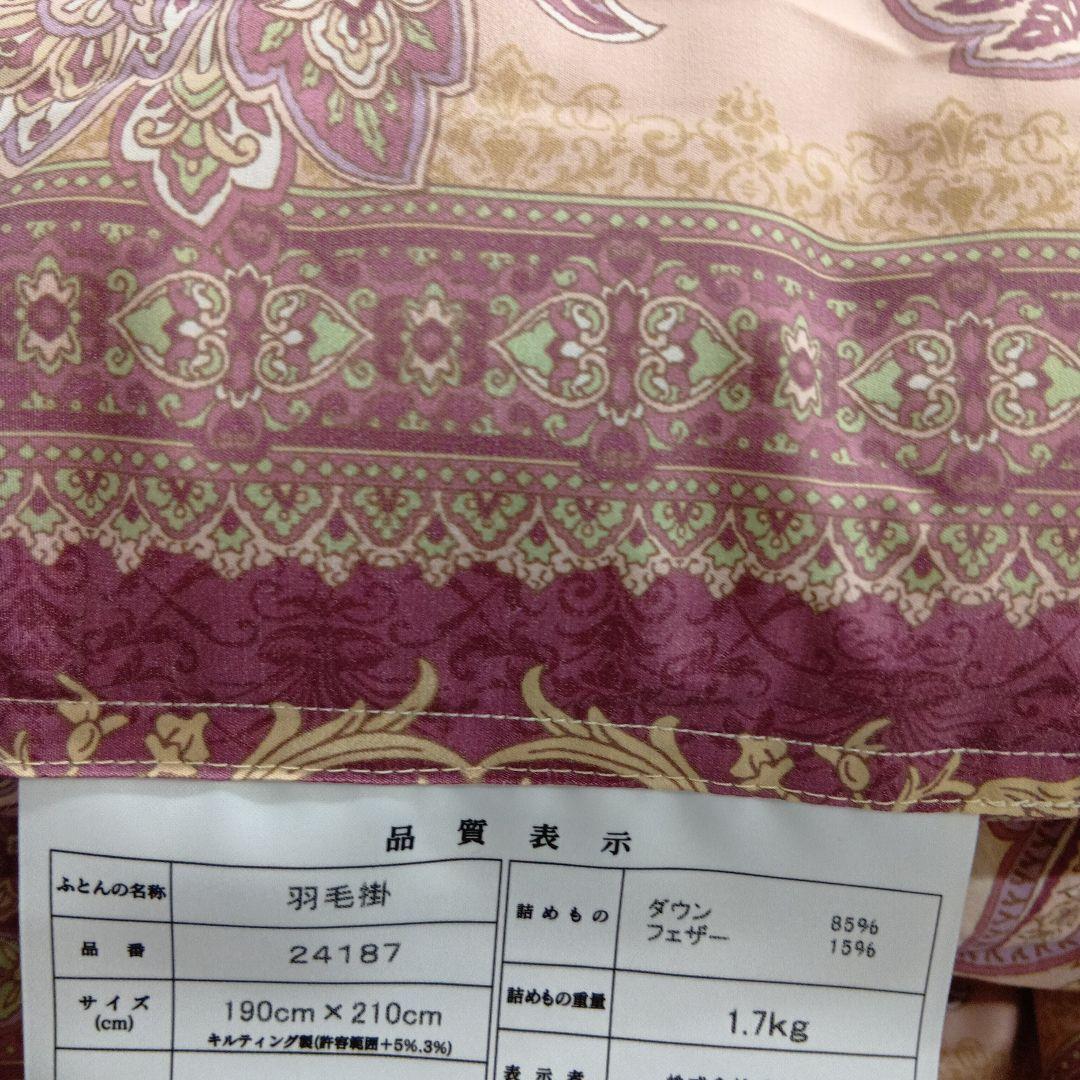 品質表示
ふとんの名称 羽毛掛
品番 24187
サイズ(cm) 190cm×210cm
キルティング製(許容範囲+5%.3%)
詰めもの ダウン 85%
フェザー 15%
詰めもの重量 1.7kg
表示者